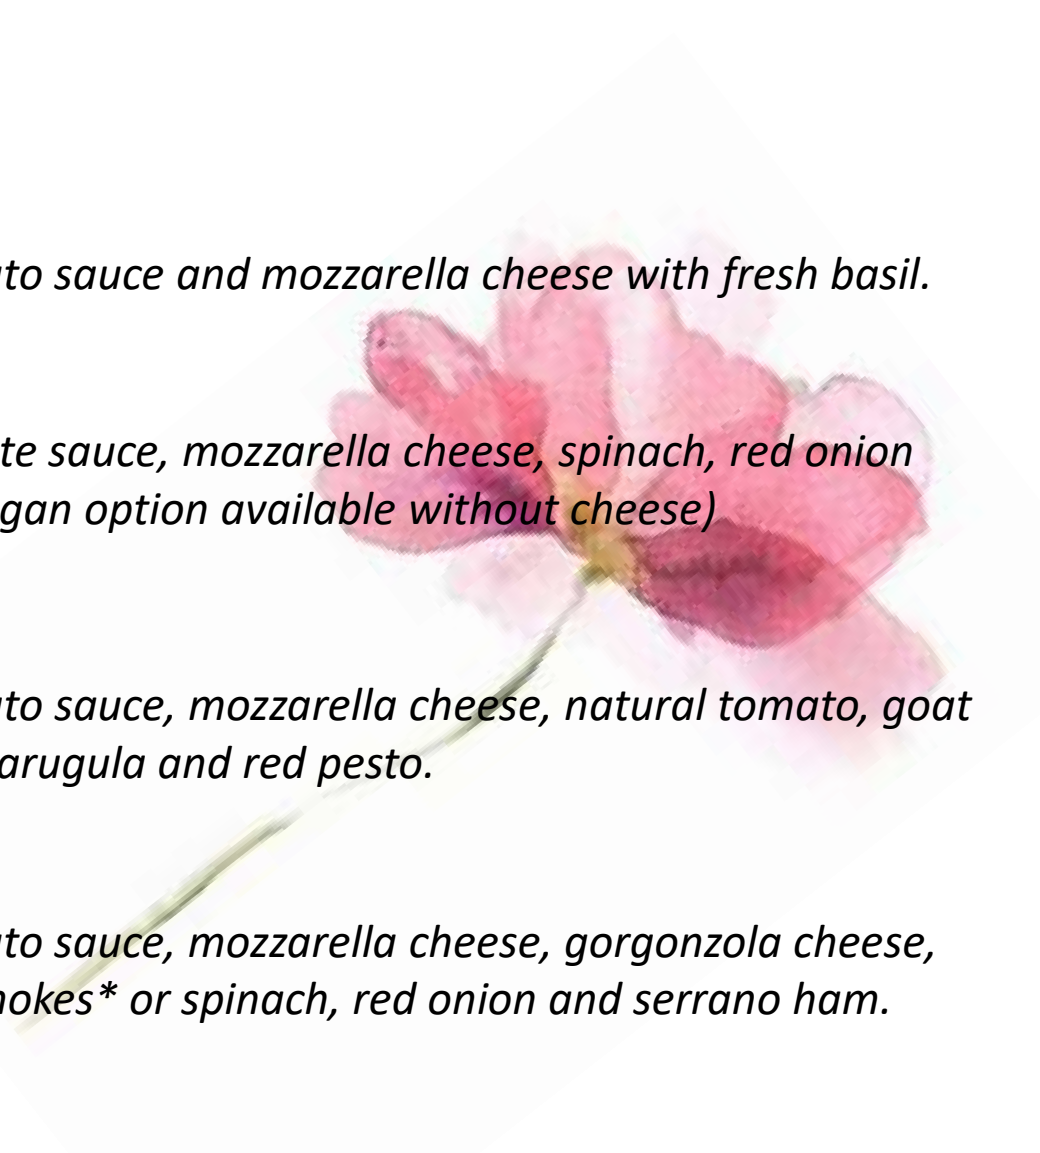 to sauce and mozzarella cheese with fresh basil.
te sauce, mozzarella cheese, spinach, red onion
gan option available without cheese)
to sauce, mozzarella cheese, natural tomato, goat
arugula and red pesto.
to sauce, mozzarella cheese, gorgonzola cheese,
hokes* or spinach, red onion and serrano ham.